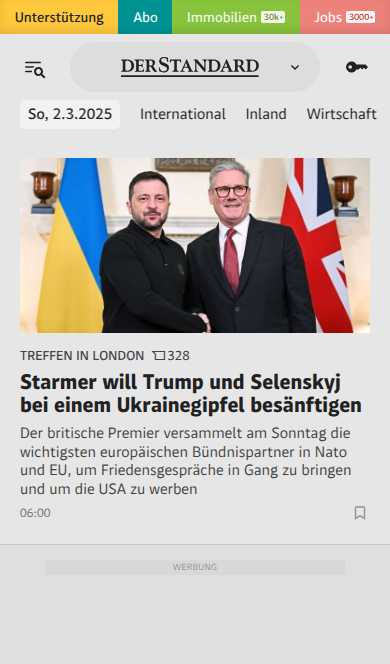 Unterstützung Abo Immobilien 30k+ Jobs 3000+
DERSTANDARD
So, 2.3.2025 International Inland Wirtschaft
TREFFEN IN LONDON 328
Starmer will Trump und Selenskyj
bei einem Ukrainegipfel besänftigen
Der britische Premier versammelt am Sonntag die
wichtigsten europäischen Bündnispartner in Nato
und EU, um Friedensgespräche in Gang zu bringen
und um die USA zu werben
06:00
WERBUNG